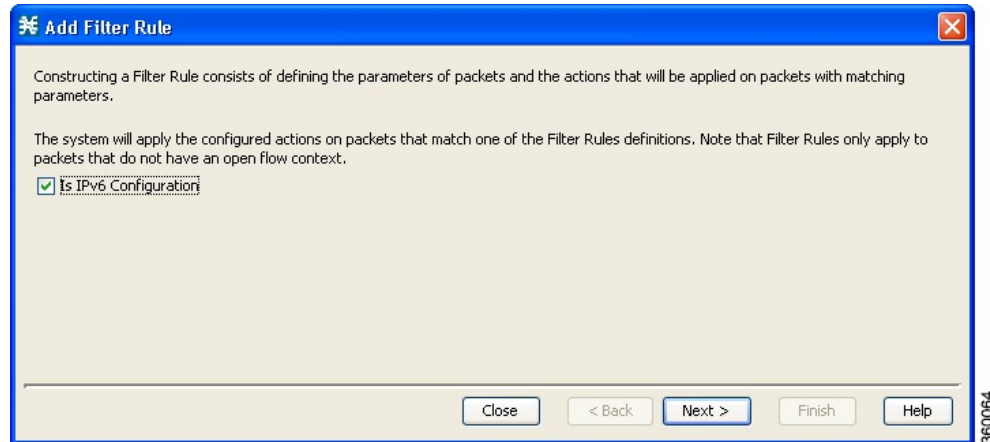 Add Filter Rule
Constructing a Filter Rule consists of defining the parameters of packets and the actions that will be applied on packets with matching
parameters.
The system will apply the configured actions on packets that match one of the Filter Rules definitions. Note that Filter Rules only apply to
packets that do not have an open flow context.
Is IPv6 Configuration
Close < Back Next > Finish Help
360064